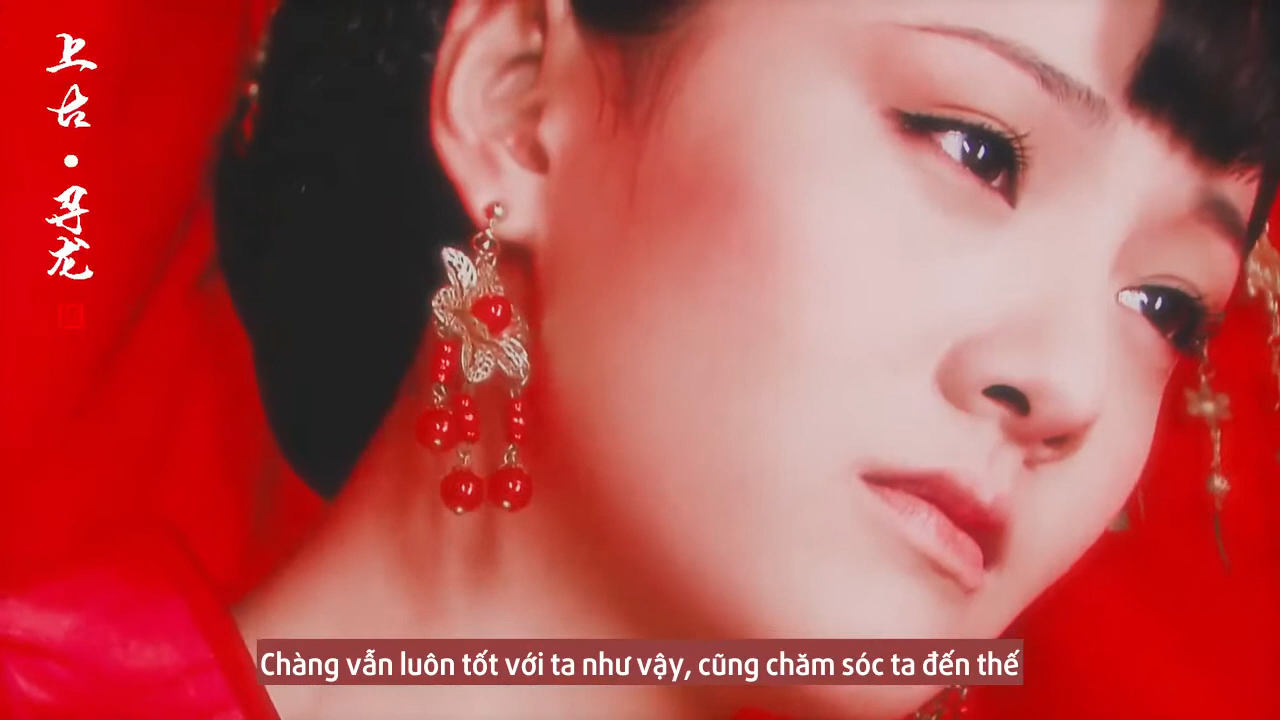 上古·寻龙
Chàng vẫn luôn tốt với ta như vậy, cũng chăm sóc ta đến thế